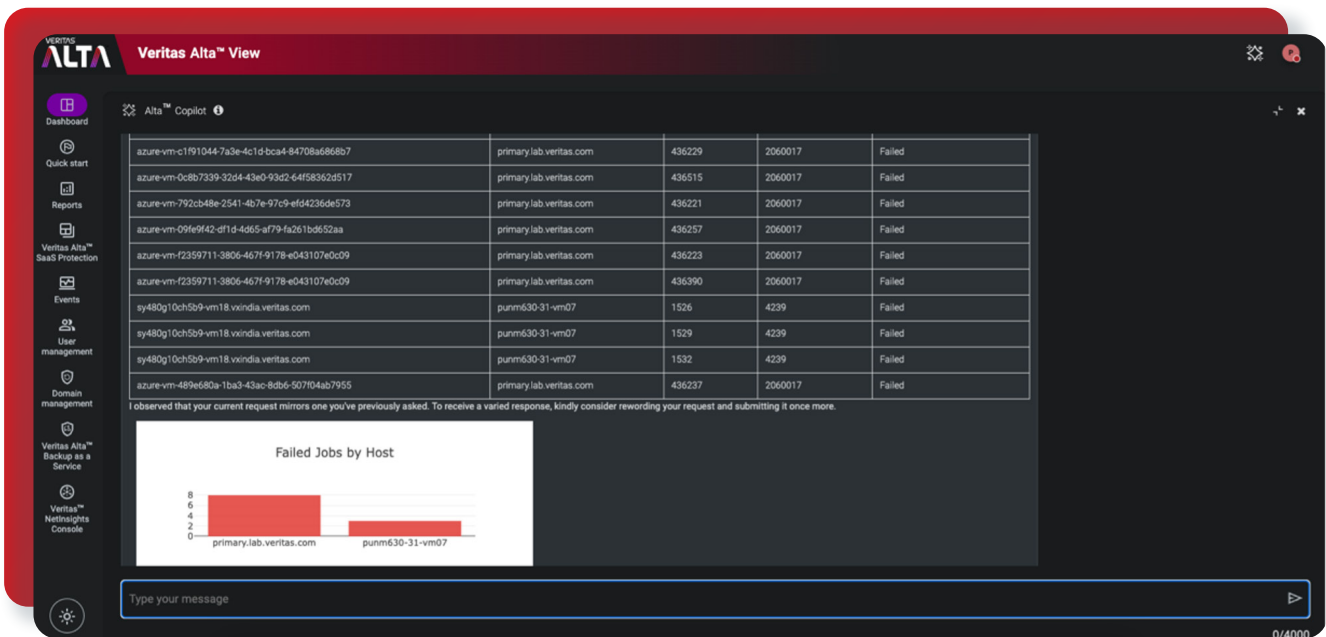 VERITAS
ALTA
Veritas Alta™ View
P
Dashboard
Quick start
Reports
Veritas Alta™
SaaS Protection
Events
User
management
Domain
management
Veritas Alta™
Backup as a
Service
Veritas™
NetInsights
Console
Alta™ Copilot
azure-vm-c1f91044-7a3e-4c1d-bca4-84708a6868b7 primary.lab.veritas.com 436229 2060017 Failed
azure-vm-0c8b7339-32d4-43e0-93d2-64f58362d517 primary.lab.veritas.com 436515 2060017 Failed
azure-vm-792cb48e-2541-4b7e-97c9-efd4236de573 primary.lab.veritas.com 436221 2060017 Failed
azure-vm-09fe9f42-df1d-4d65-af79-fa261bd652aa primary.lab.veritas.com 436257 2060017 Failed
azure-vm-f2359711-3806-467f-9178-e043107e0c09 primary.lab.veritas.com 436223 2060017 Failed
azure-vm-f2359711-3806-467f-9178-e043107e0c09 primary.lab.veritas.com 436390 2060017 Failed
sy480g10ch5b9-vm18.vxindia.veritas.com punm630-31-vm07 1526 4239 Failed
sy480g10ch5b9-vm18.vxindia.veritas.com punm630-31-vm07 1529 4239 Failed
sy480g10ch5b9-vm18.vxindia.veritas.com punm630-31-vm07 1532 4239 Failed
azure-vm-489e680a-1ba3-43ac-8db6-507f04ab7955 primary.lab.veritas.com 436237 2060017 Failed
I observed that your current request mirrors one you've previously asked. To receive a varied response, kindly consider rewording your request and submitting it once more.
Failed Jobs by Host
8
6
4
2
0
primary.lab.veritas.com punm630-31-vm07
Type your message
0/4000